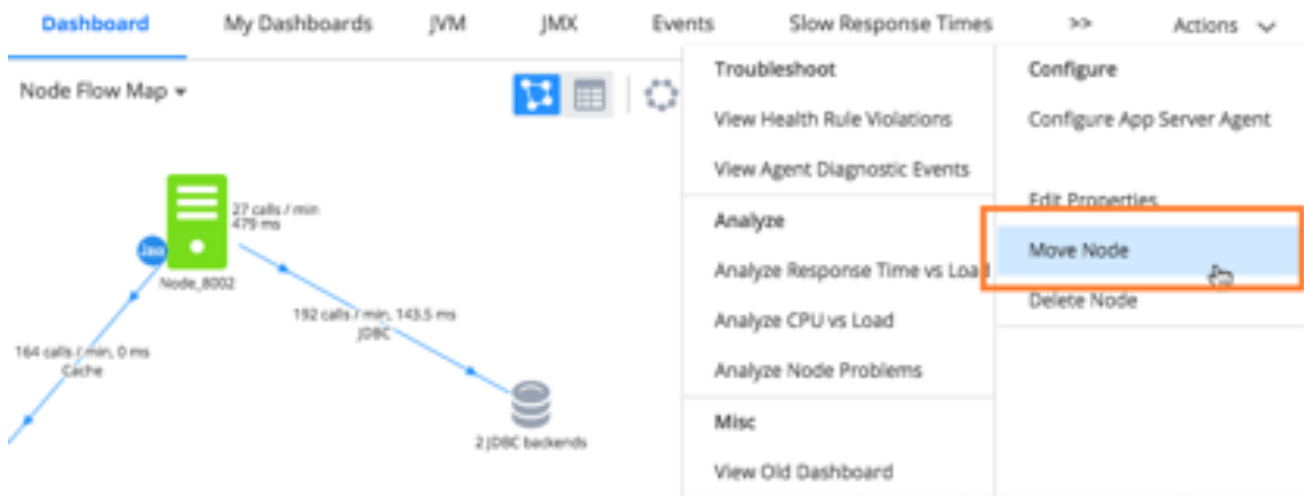 Dashboard My Dashboards JVM JMX Events Slow Response Times >> Actions
Node Flow Map
27 calls / min
479 ms
Java
Node_8002
192 calls / min, 143.5 ms
JDBC
164 calls / min, 0 ms
Cache
2 JDBC backends
Troubleshoot
View Health Rule Violations
View Agent Diagnostic Events
Analyze
Analyze Response Time vs Load
Analyze CPU vs Load
Analyze Node Problems
Misc
View Old Dashboard
Configure
Configure App Server Agent
Edit Properties
Move Node
Delete Node